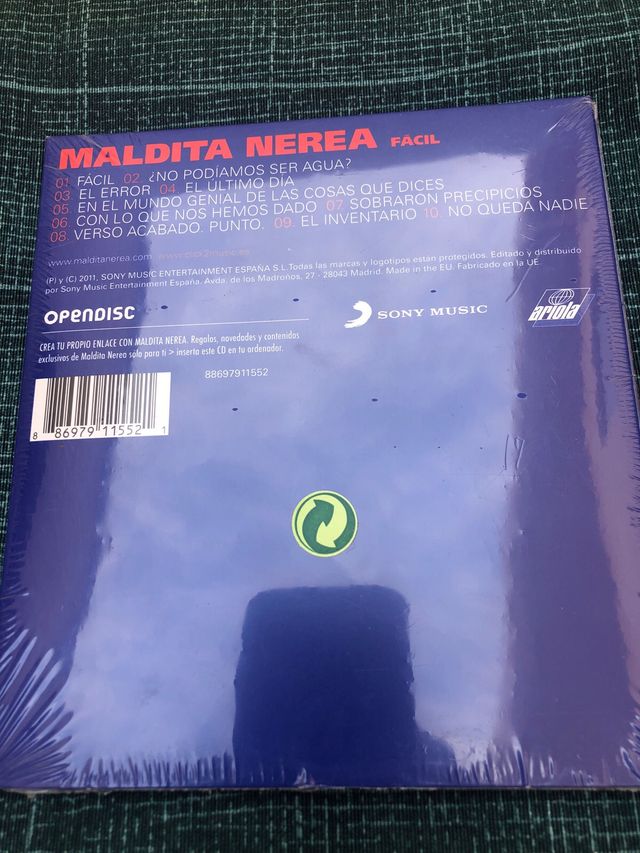 MALDITA NEREA FÁCIL
01. FÁCIL 02. ¿NO PODÍAMOS SER AGUA?
03. EL ERROR 04. EL ÚLTIMO DÍA
05. EN EL MUNDO GENIAL DE LAS COSAS QUE DICES
06. CON LO QUE NOS HEMOS DADO 07. SOBRARON PRECIPICIOS
08. VERSO ACABADO. PUNTO. 09. EL INVENTARIO 10. NO QUEDA NADIE
www.malditanerea.com www.click2music.es
(P) y (C) 2011, SONY MUSIC ENTERTAINMENT ESPAÑA S.L. Todas las marcas y logotipos están protegidos. Editado y distribuido
por Sony Music Entertainment España. Avda. de los Madroños, 27 - 28043 Madrid. Made in the EU. Fabricado en la UE.
OPENDISC
SONY MUSIC
ariola
CREA TU PROPIO ENLACE CON MALDITA NEREA. Regalos, novedades y contenidos
exclusivos de Maldita Nerea solo para ti > inserta este CD en tu ordenador.
88697911552
8 86979 11552 1